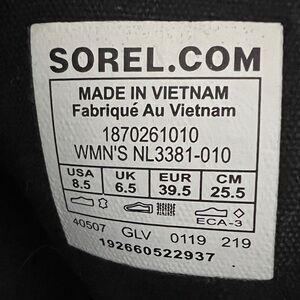 SOREL.COM
MADE IN VIETNAM
Fabriqué Au Vietnam
1870261010
WMN'S NL3381-010
USA UK EUR CM
8.5 6.5 39.5 25.5
ECA-3
40507 GLV 0119 219
192660522937